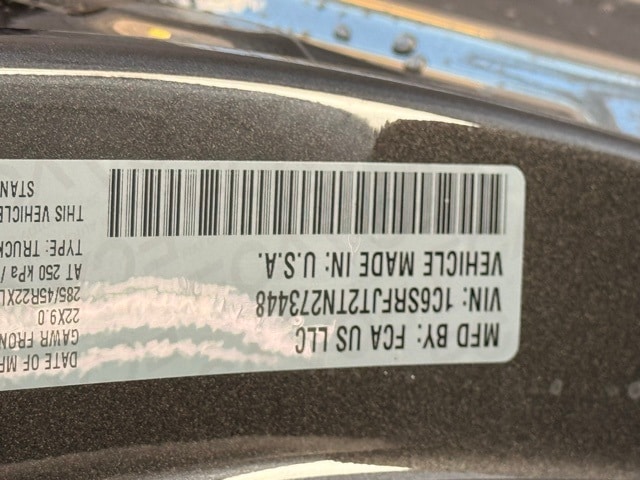 MFD BY: FCA US LLC
VIN: 1C6SRFJT2TN273448
VEHICLE MADE IN: U.S.A.
DATE OF
GAWR FRON
22X9.0
285/45R22XL
AT 250 kPa /
TYPE: TRUCK
THIS VEHICLE
STAN